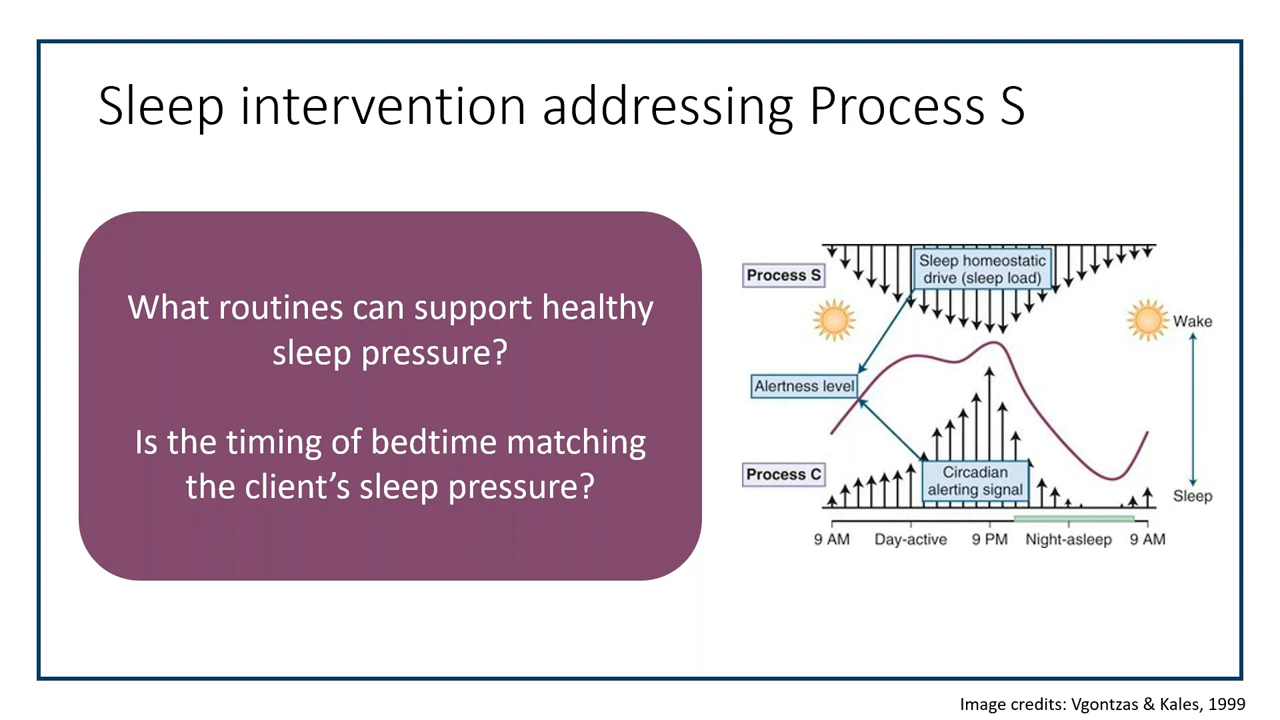 Sleep intervention addressing Process S
What routines can support healthy
sleep pressure?
Is the timing of bedtime matching
the client’s sleep pressure?
Process S
Sleep homeostatic
drive (sleep load)
Wake
Alertness level
Process C
Circadian
alerting signal
Sleep
9 AM Day-active 9 PM Night-asleep 9 AM
Image credits: Vgontzas & Kales, 1999